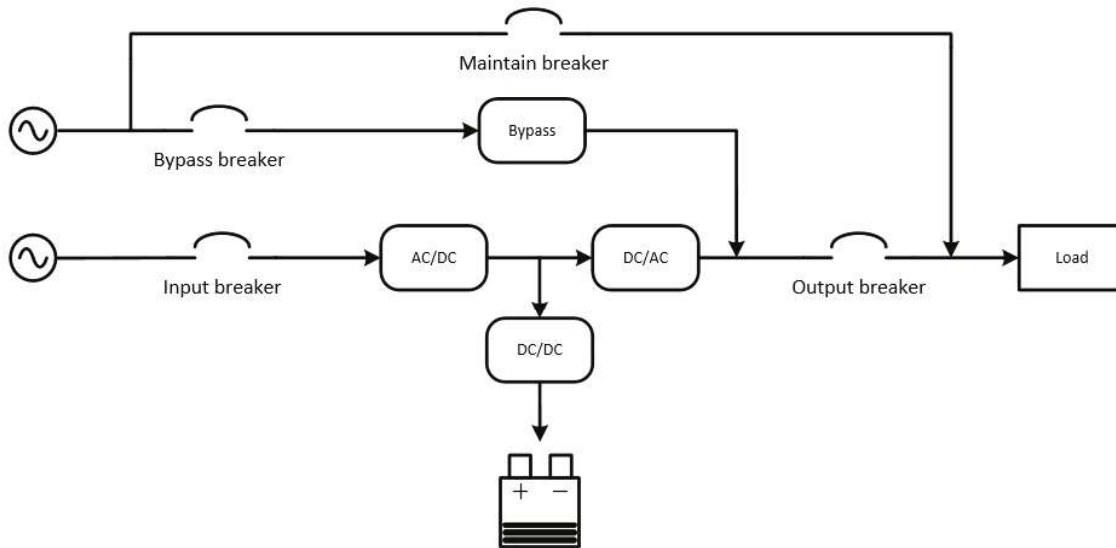 Maintain breaker
Bypass
Bypass breaker
AC/DC
DC/AC
Load
Input breaker
Output breaker
DC/DC
+ −